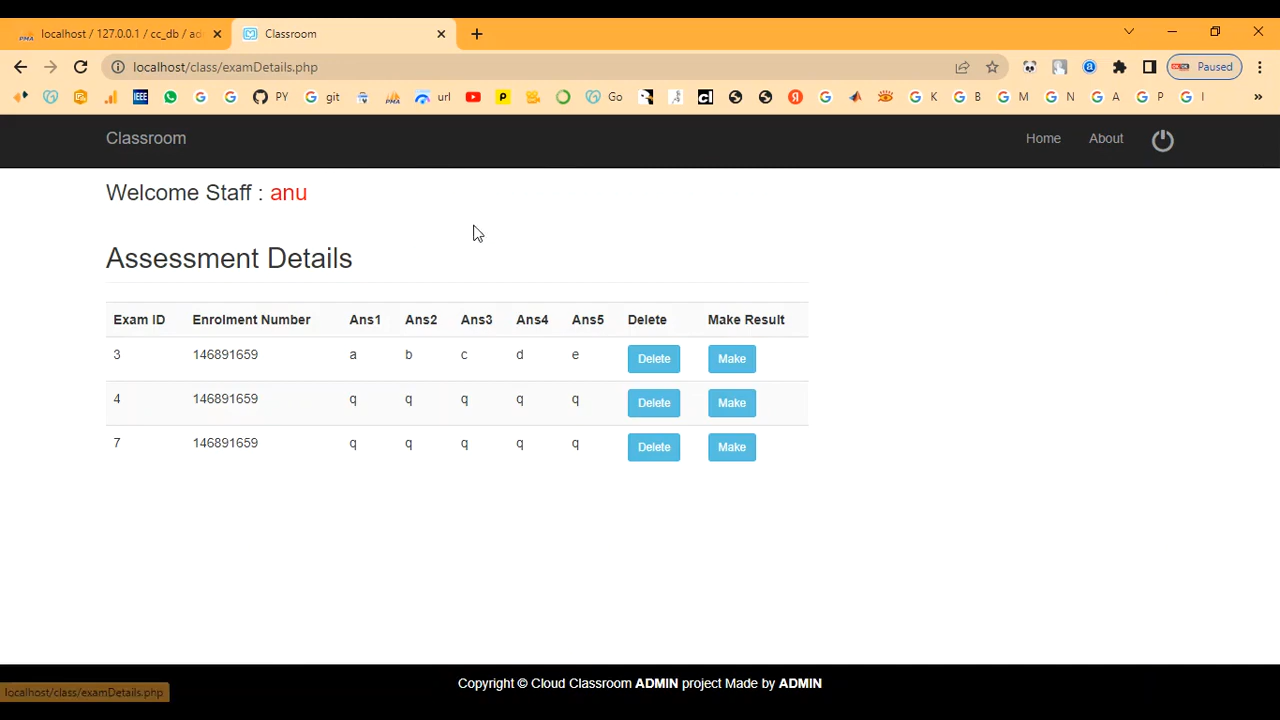 localhost / 127.0.0.1 / cc_db / ad
Classroom
localhost/class/examDetails.php
Paused
IEEE PY git url Go K B M N A P I »
Classroom Home About
Welcome Staff : anu
Assessment Details
Exam ID Enrolment Number Ans1 Ans2 Ans3 Ans4 Ans5 Delete Make Result
3 146891659 a b c d e Delete Make
4 146891659 q q q q q Delete Make
7 146891659 q q q q q Delete Make
Copyright © Cloud Classroom ADMIN project Made by ADMIN
localhost/class/examDetails.php